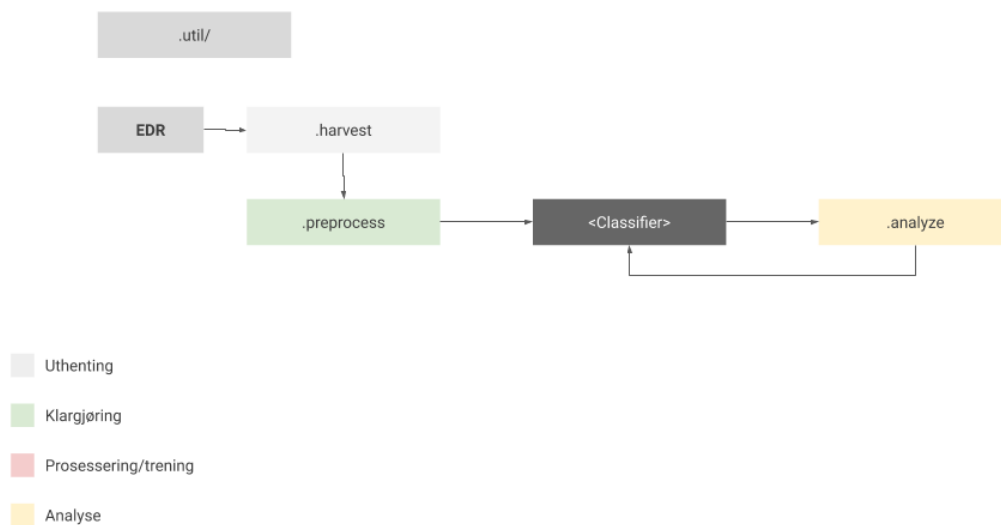 .util/
EDR
.harvest
.preprocess
<Classifier>
.analyze
Uthenting
Klargjøring
Prosessering/trening
Analyse